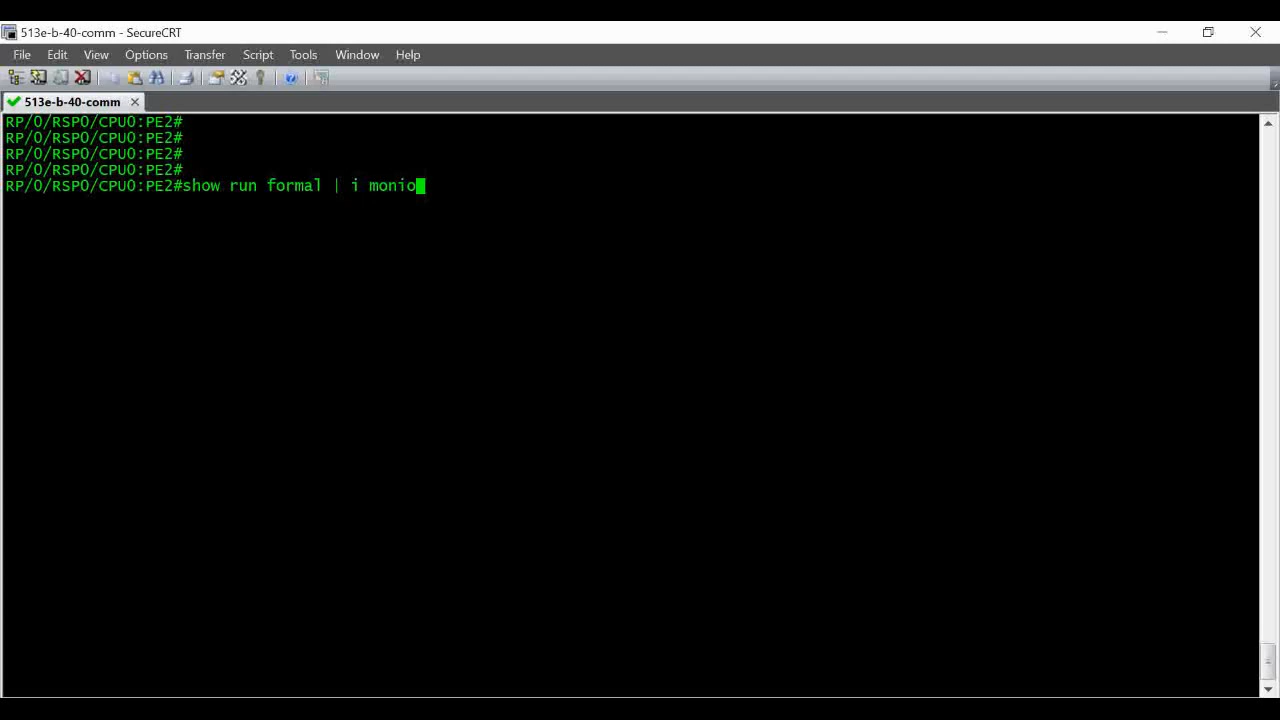 513e-b-40-comm - SecureCRT
File Edit View Options Transfer Script Tools Window Help
513e-b-40-comm
RP/0/RSP0/CPU0:PE2#
RP/0/RSP0/CPU0:PE2#
RP/0/RSP0/CPU0:PE2#
RP/0/RSP0/CPU0:PE2#
RP/0/RSP0/CPU0:PE2#show run formal | i monio